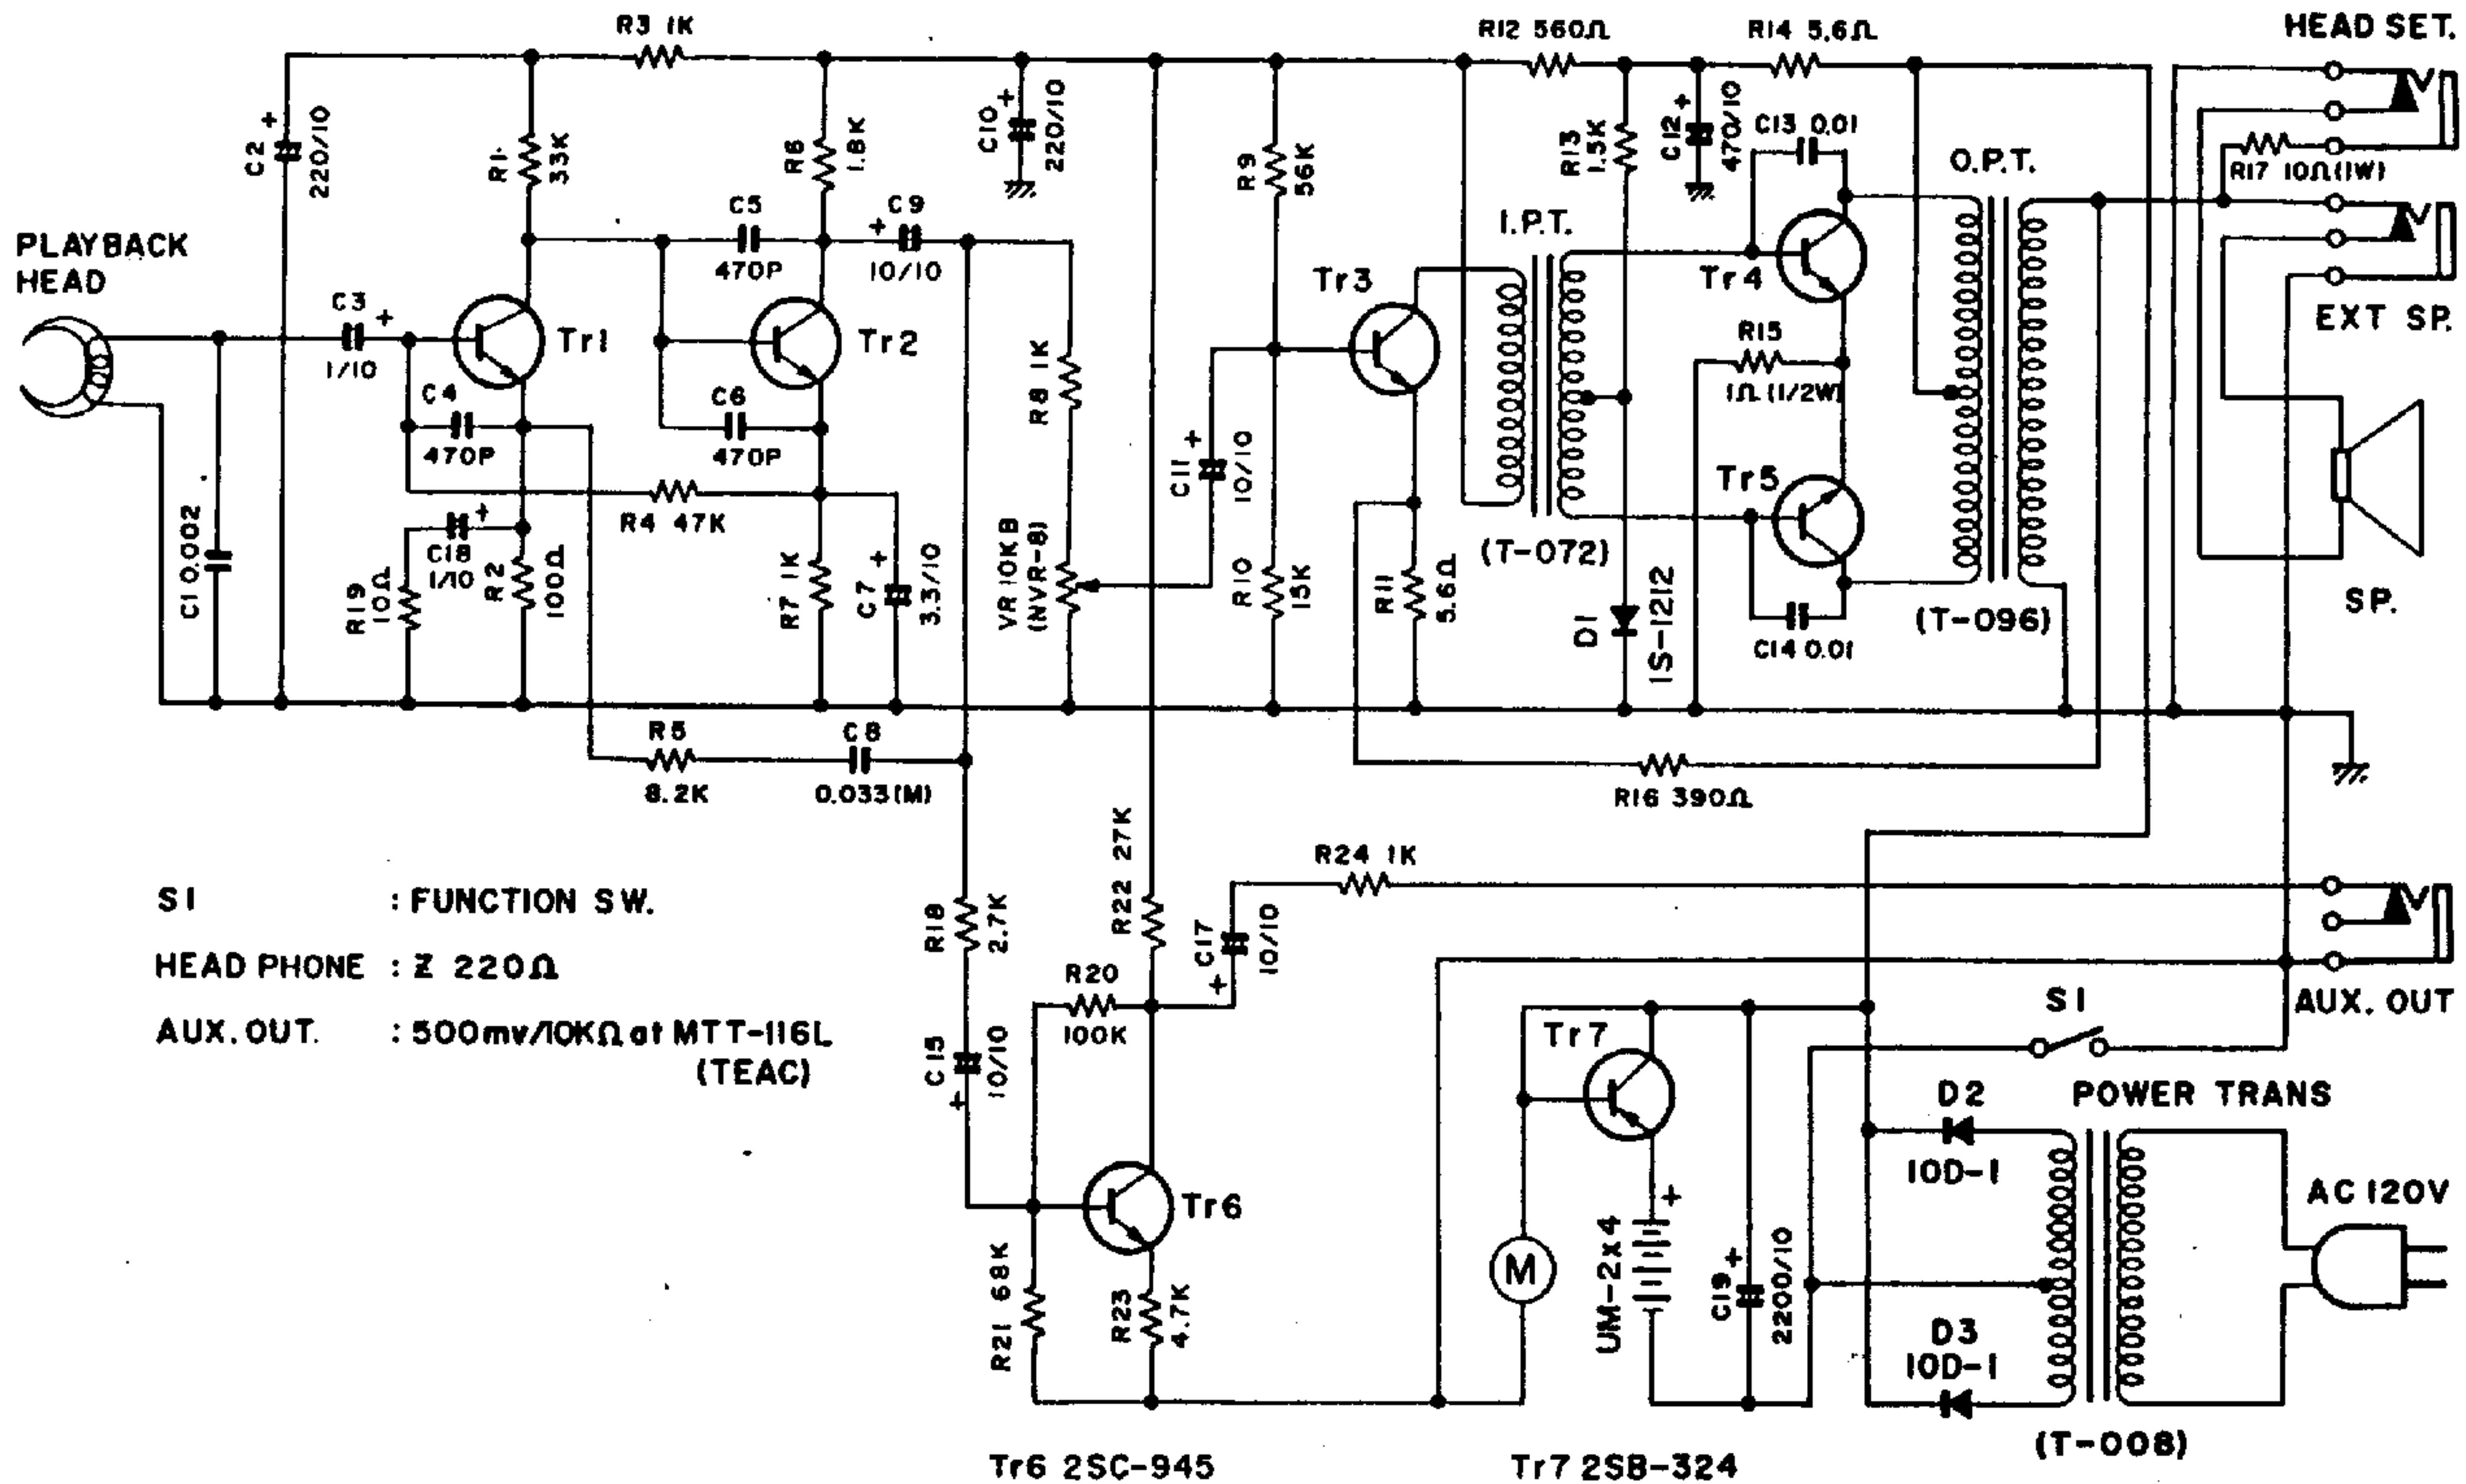 R3 1K
R12 560Ω
R14 5.6Ω
HEAD SET.
C2
220/10
+
R1
33K
R6
1.8K
C10
220/10
+
R9
56K
R13
1.5K
C12
470/10
+
C13 0.01
O.P.T.
R17 10Ω(1W)
PLAYBACK
HEAD
C5
470P
C9
10/10
+
I.P.T.
Tr3
Tr4
EXT SP.
C3
1/10
+
Tr1
Tr2
R8 1K
R15
1Ω (1/2W)
C4
470P
C6
470P
C11
10/10
+
Tr5
R4 47K
C1 0.002
C18
1/10
+
R19
10Ω
R2
100Ω
R7 1K
C7
3.3/10
+
VR 10KB
(NVR-8)
R10
15K
R11
5.6Ω
(T-072)
D1
1S-1212
C14 0.01
(T-096)
SP.
R5
8.2K
C8
0.033(M)
R16 390Ω
S1 : FUNCTION SW.
HEAD PHONE : Z 220Ω
AUX. OUT. : 500mv/10KΩ at MTT-116L
(TEAC)
R18
2.7K
R22 27K
R24 1K
C17
10/10
+
R20
100K
C15
10/10
+
Tr7
S1
AUX. OUT
D2
10D-1
POWER TRANS
AC 120V
Tr6
R21 68K
R23
4.7K
M
UM-2x4
+
C19
2200/10
+
D3
10D-1
(T-008)
Tr6 2SC-945
Tr7 2SB-324